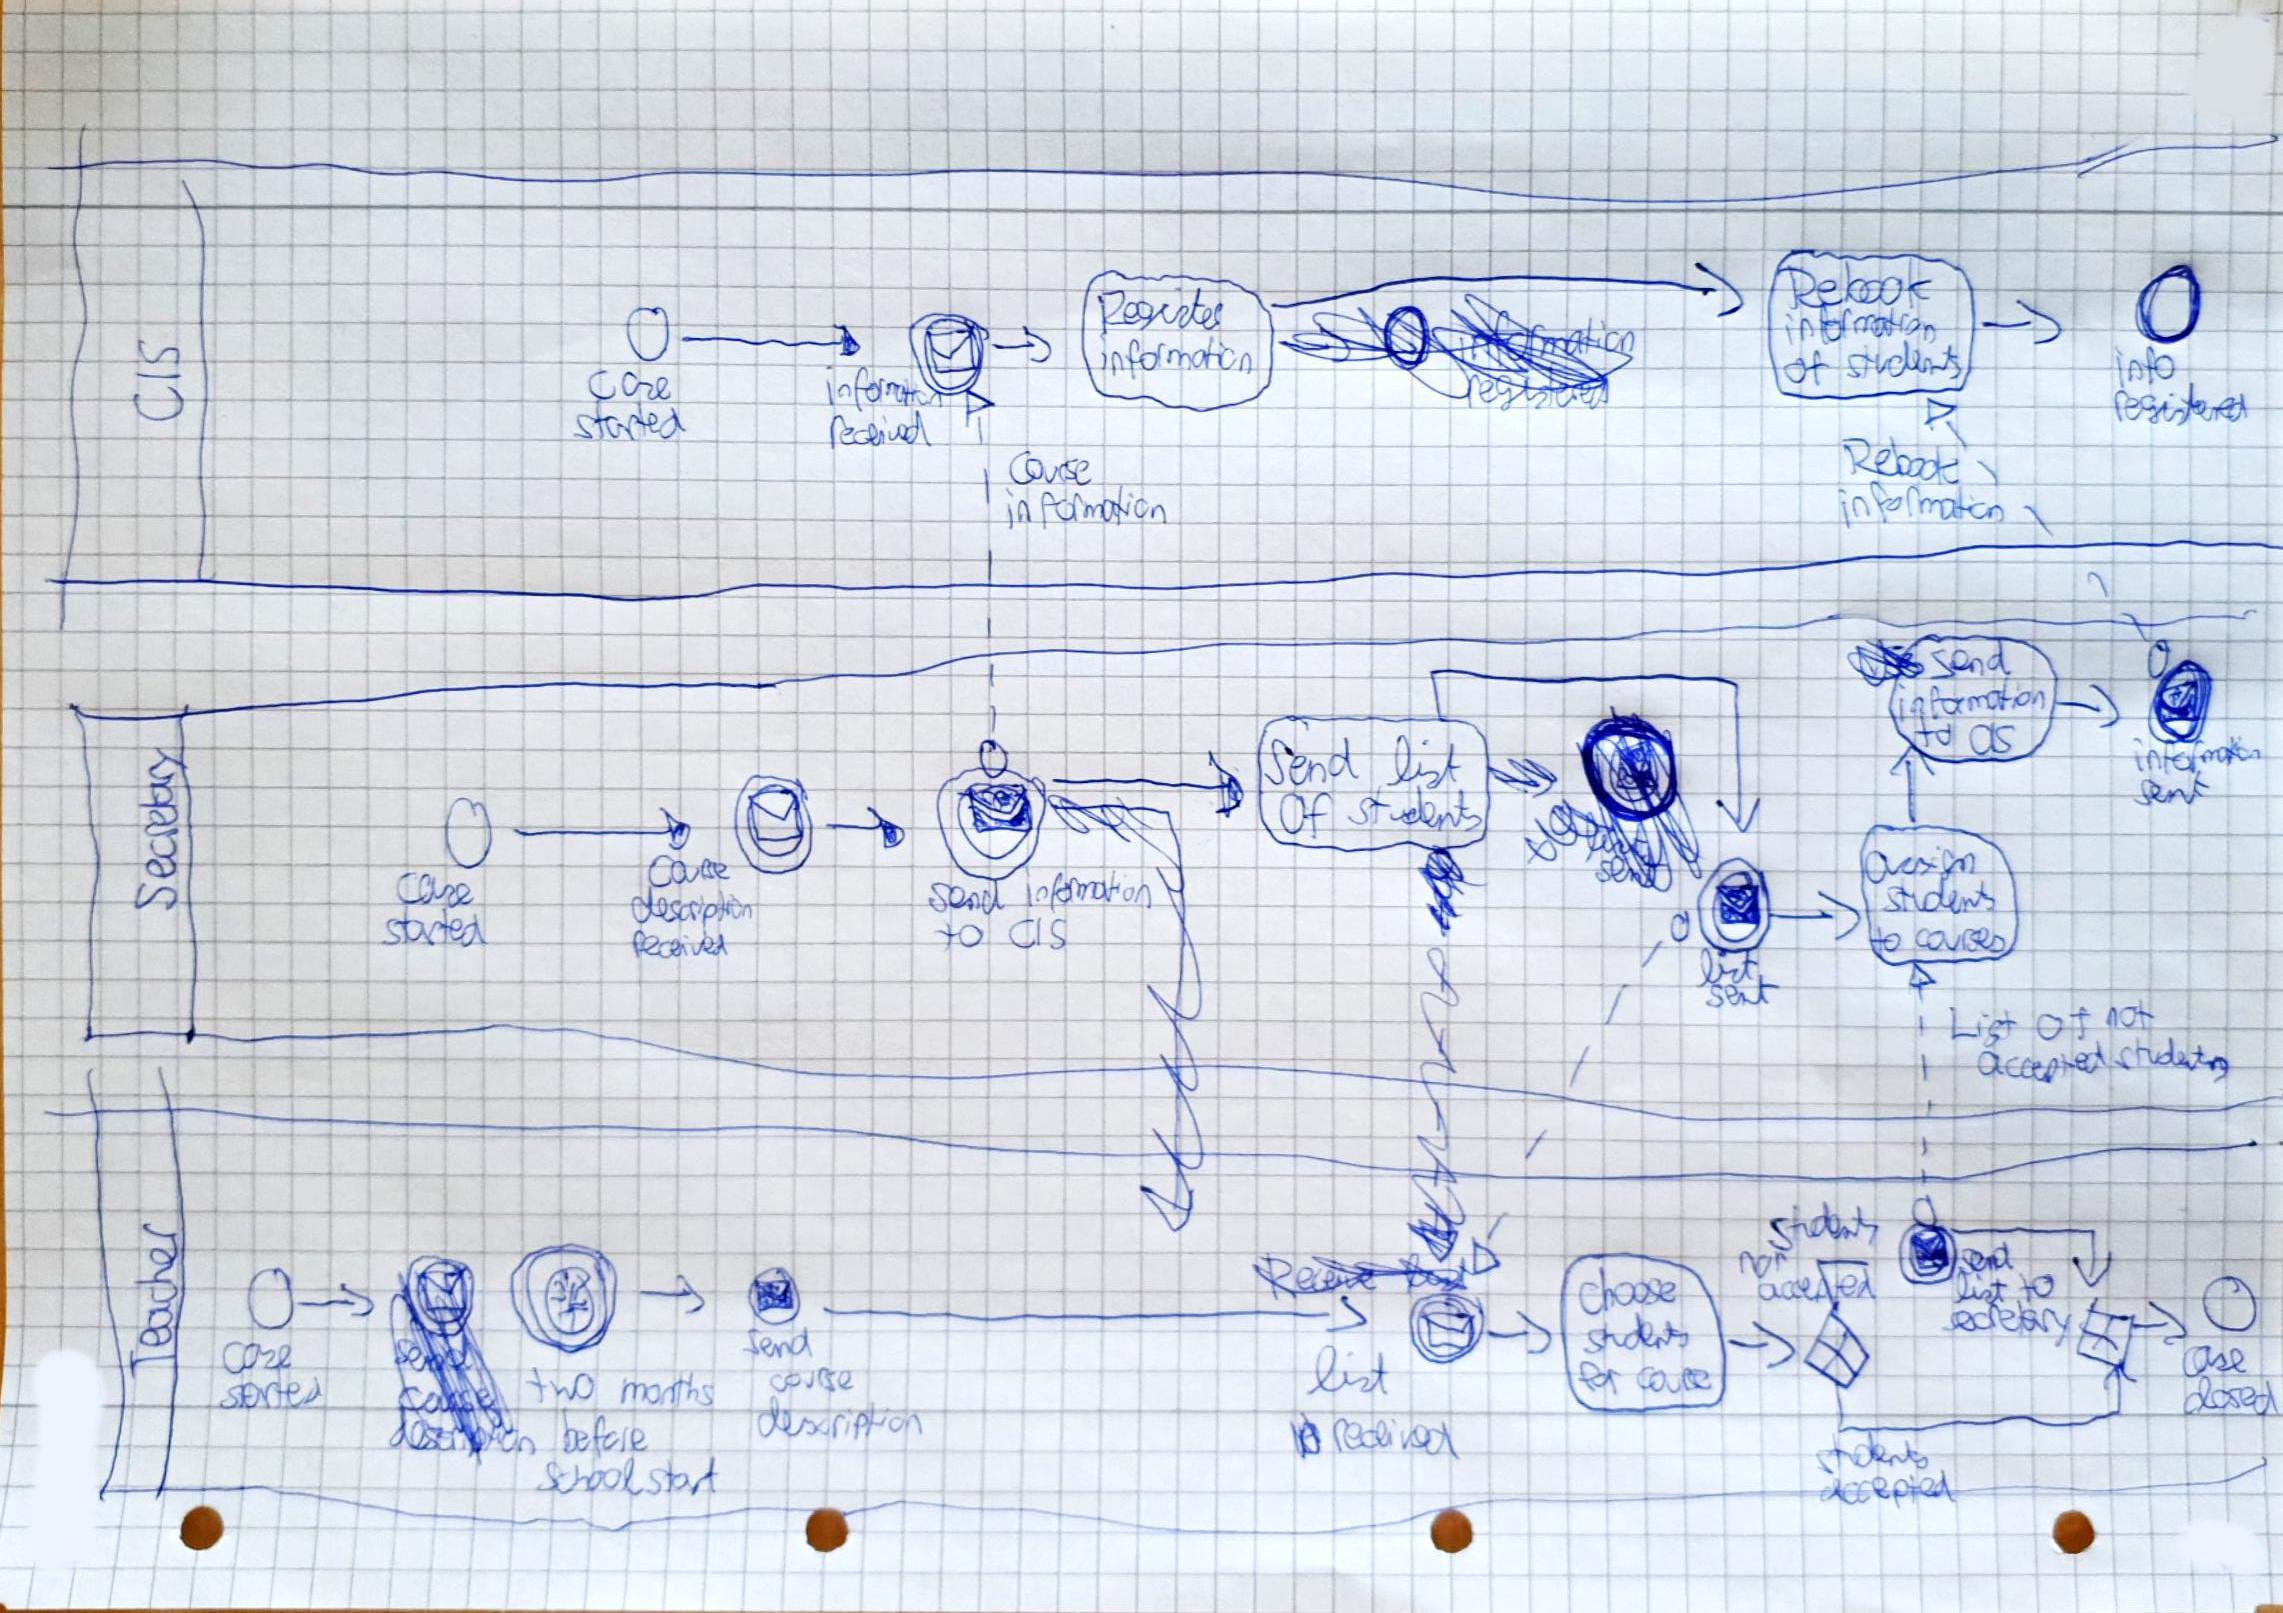 CIS
Case
started
information
received
Course
information
Register
information
information
registered
Rebook
information
of students
Rebook
information
info
registered
Secretary
Case
started
Course
description
received
send information
to CIS
Send list
Of students
list
send
list
sent
assign
students
to courses
send
information
to CIS
information
sent
List of not
accepted students
Teacher
case
started
send
course
description
two months
before
school start
send
course
description
Receive
list
received
choose
students
for course
students
non
accepted
students
accepted
send
list to
secretary
case
closed